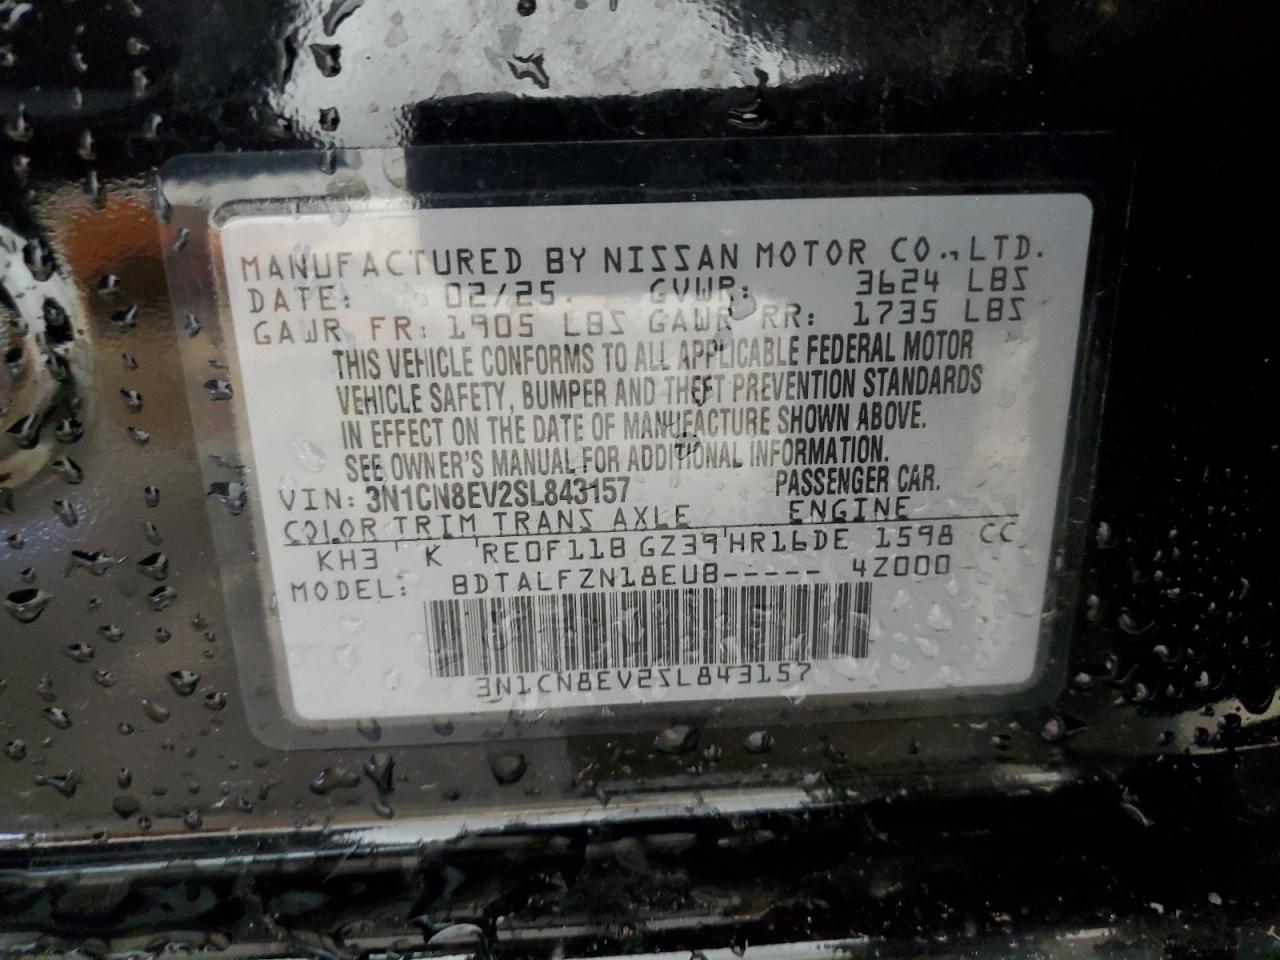 MANUFACTURED BY NISSAN MOTOR CO.,LTD.
DATE: 02/25. GVWR: 3624 LBS
GAWR FR: 1905 LBS GAWR RR: 1735 LBS
THIS VEHICLE CONFORMS TO ALL APPLICABLE FEDERAL MOTOR
VEHICLE SAFETY, BUMPER AND THEFT PREVENTION STANDARDS
IN EFFECT ON THE DATE OF MANUFACTURE SHOWN ABOVE.
SEE OWNER'S MANUAL FOR ADDITIONAL INFORMATION.
VIN: 3N1CN8EV2SL843157 PASSENGER CAR.
COLOR TRIM TRANS AXLE ENGINE
KH3 ' K ' RE0F11B GZ39'HR16DE 1598 CC
MODEL: BDTALFZN18EUB----- 4Z000
3N1CN8EV2SL843157